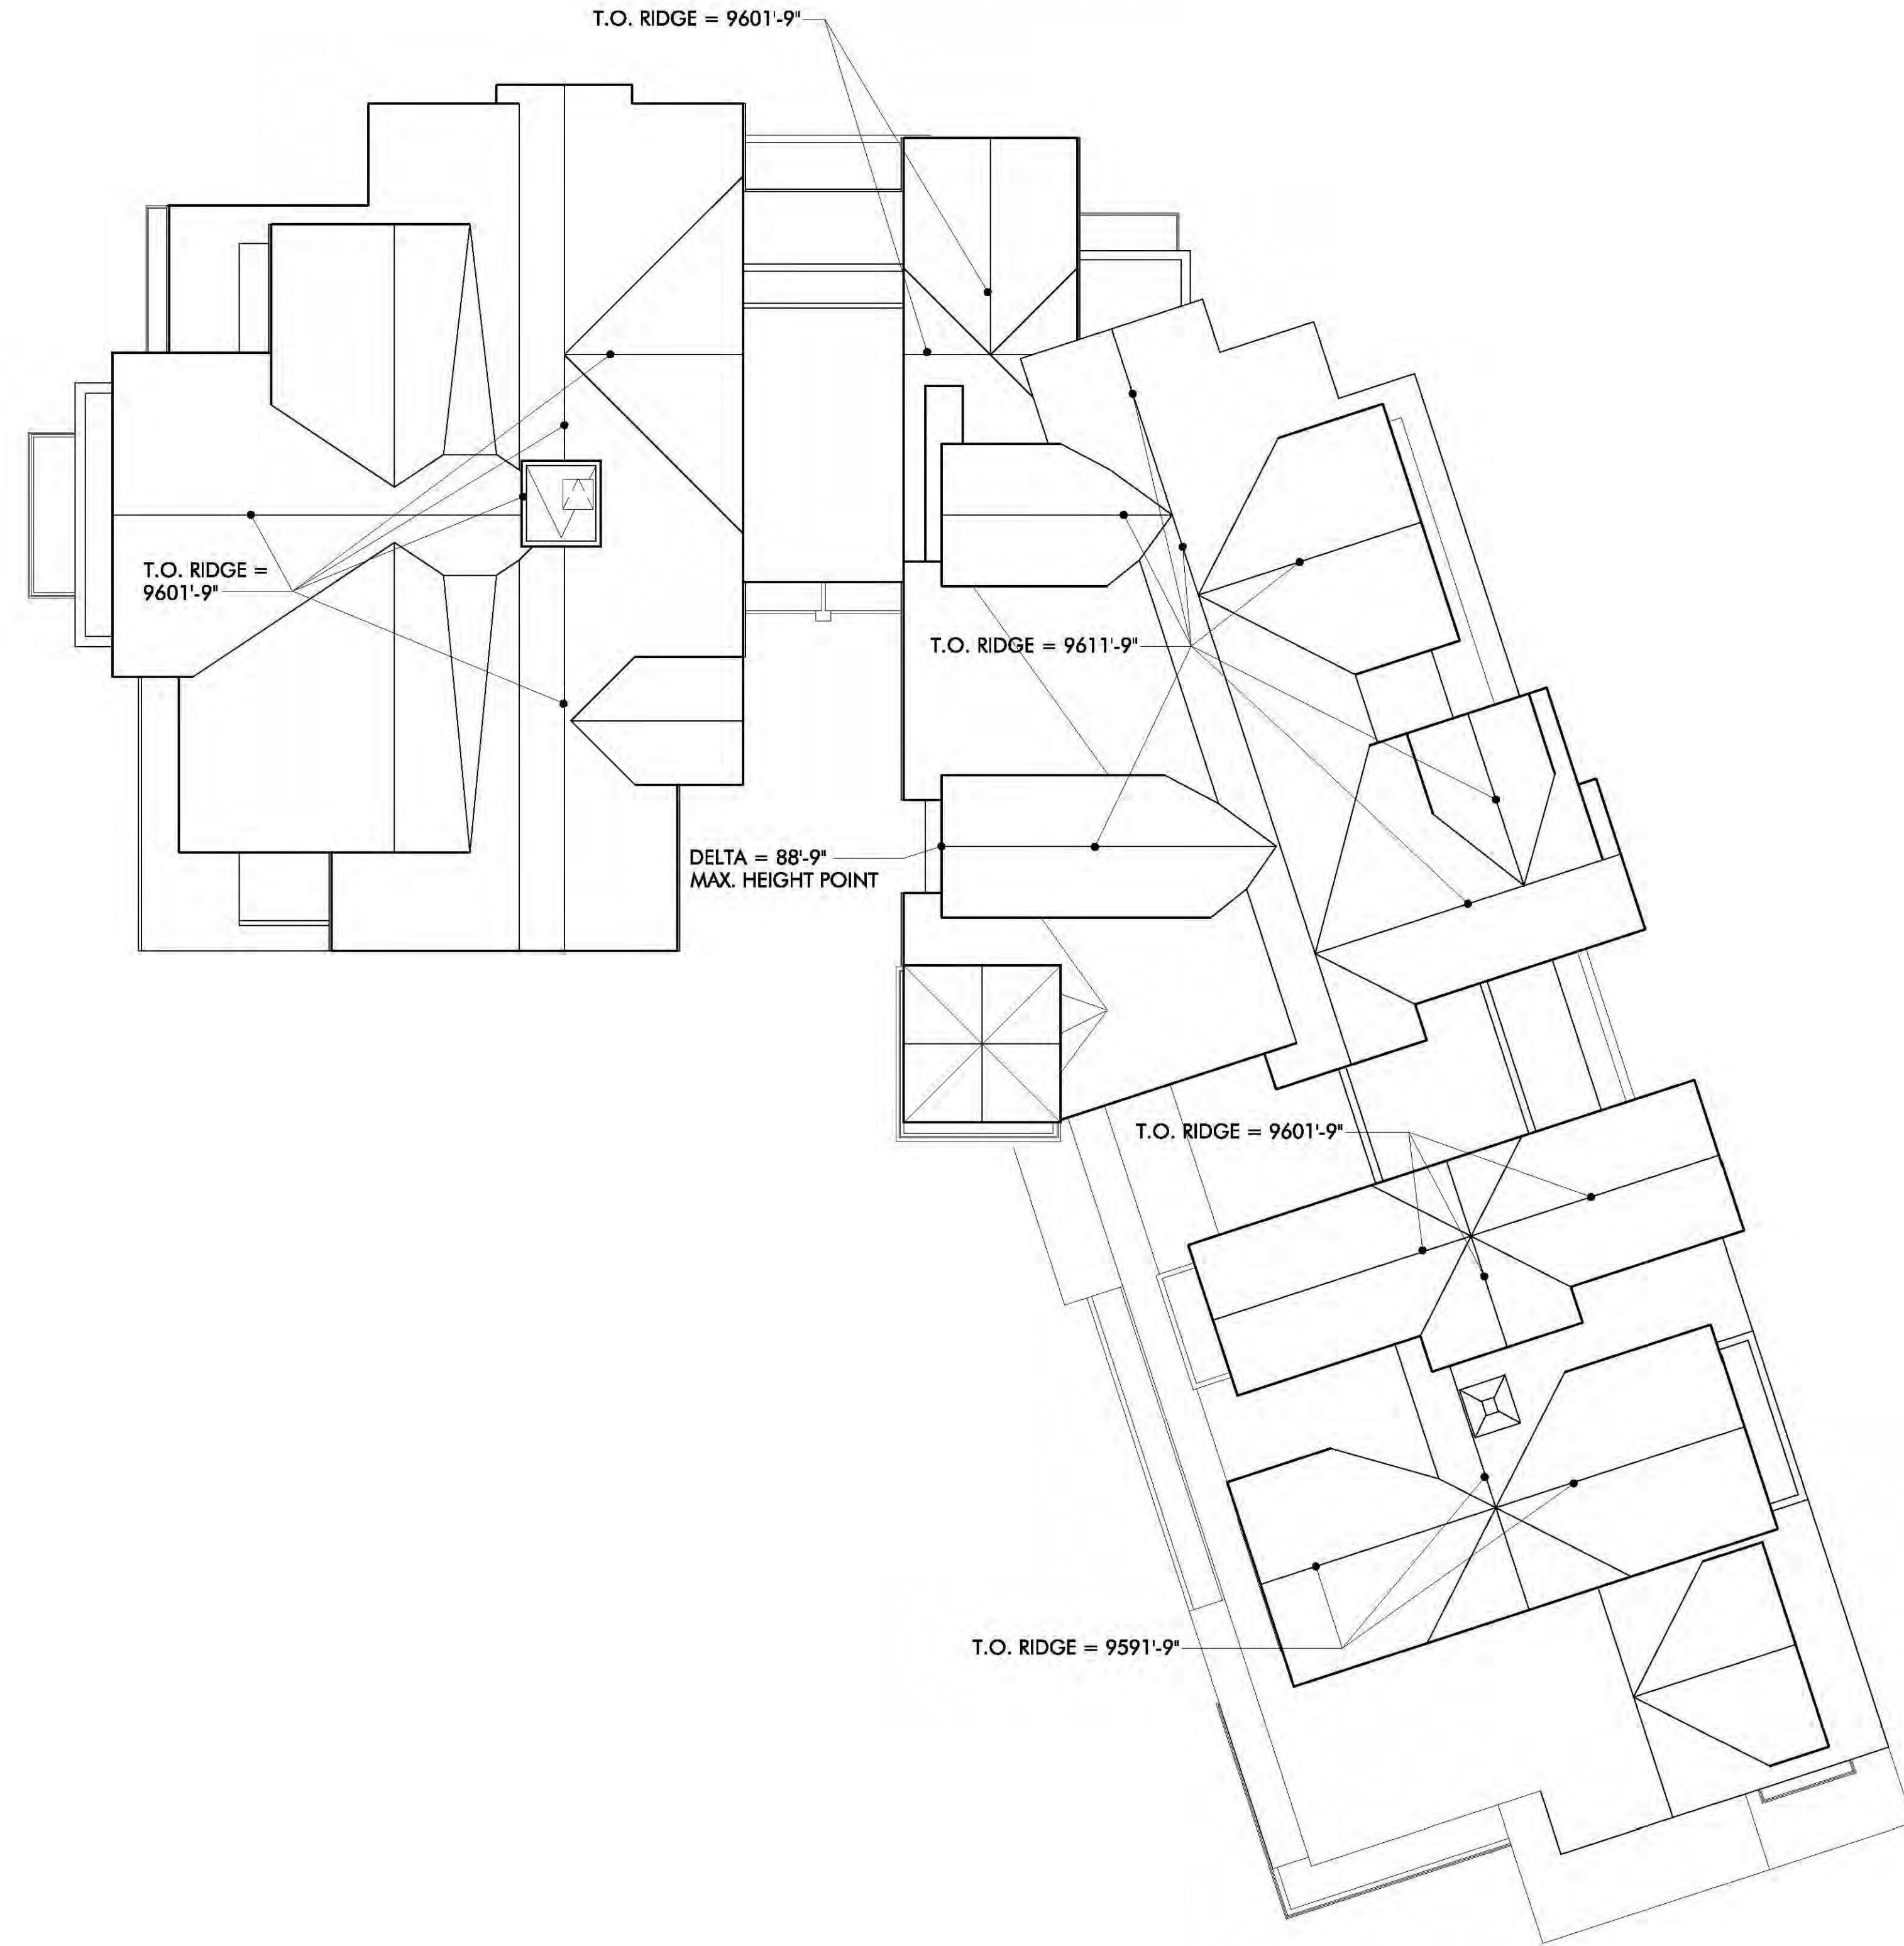 T.O. RIDGE = 9601'-9"
T.O. RIDGE =
9601'-9"
T.O. RIDGE = 9611'-9"
DELTA = 88'-9"
MAX. HEIGHT POINT
T.O. RIDGE = 9601'-9"
T.O. RIDGE = 9591'-9"